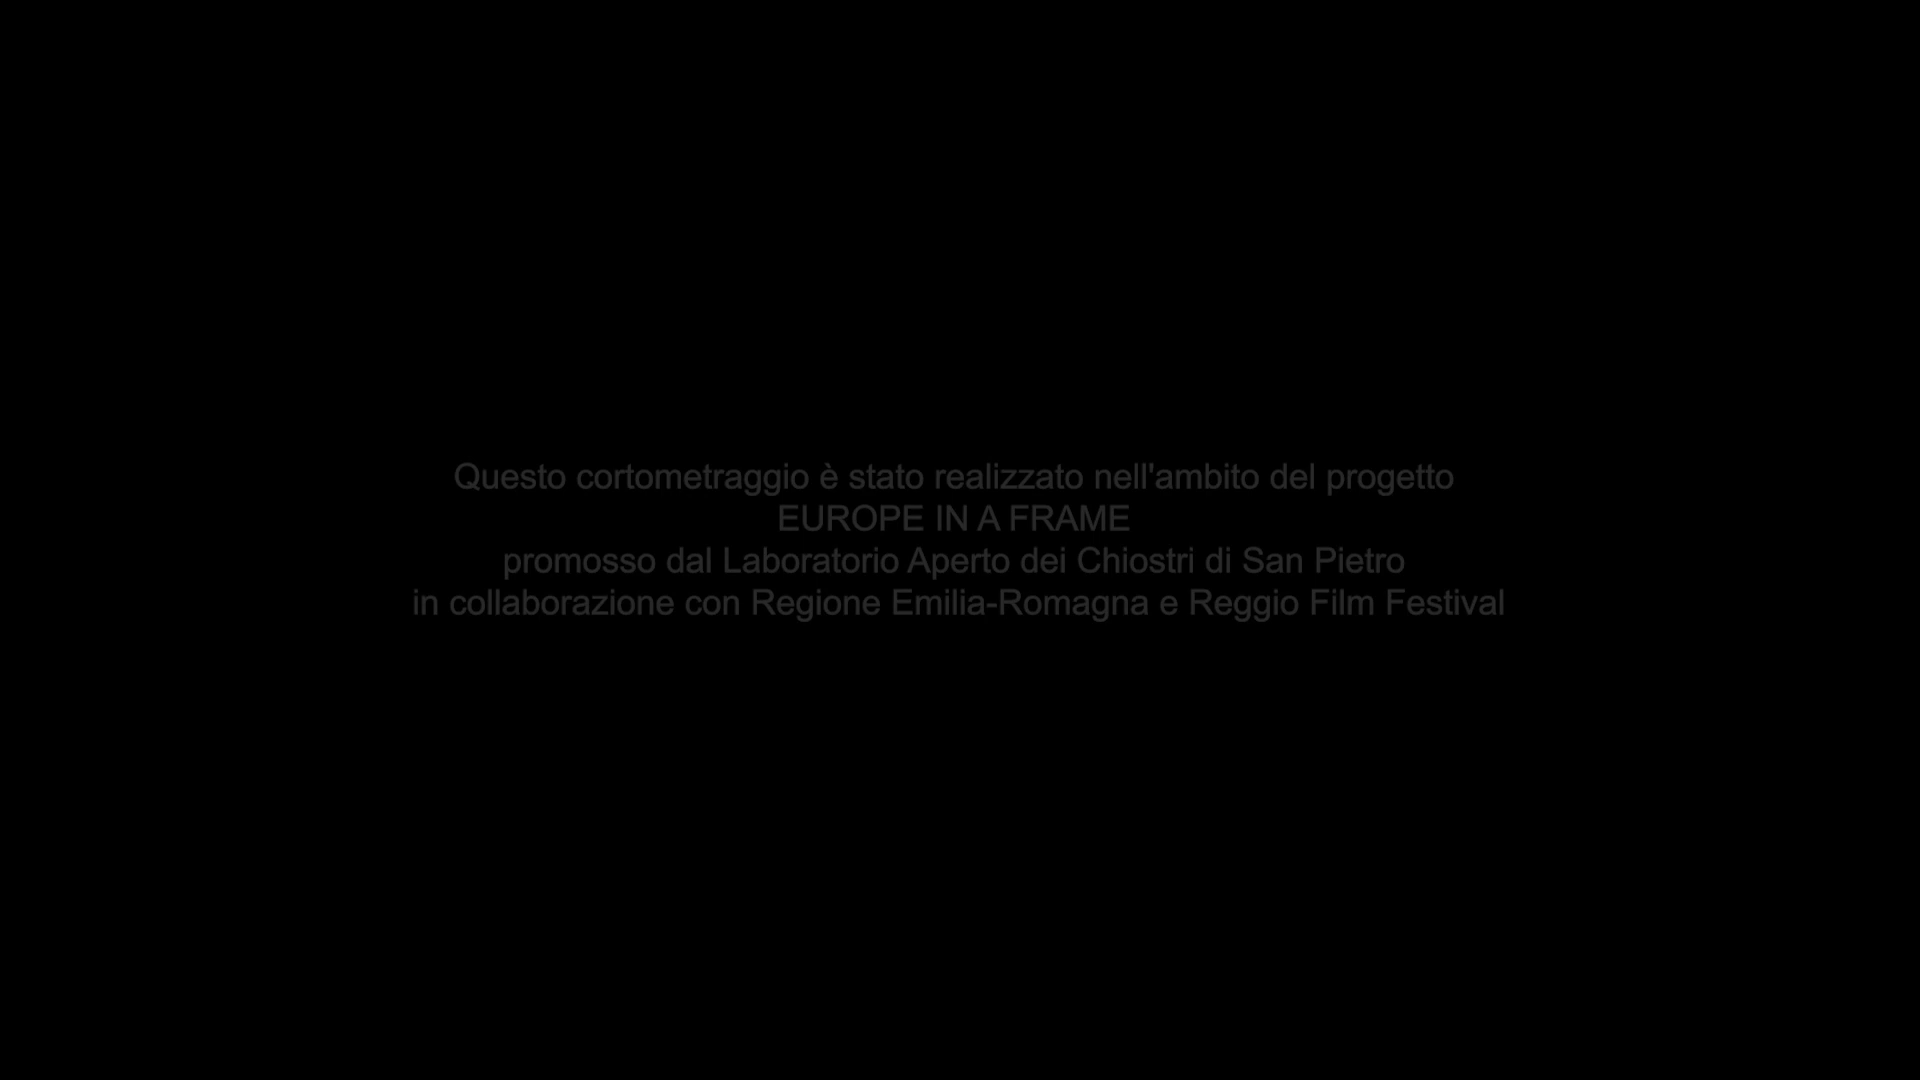 Questo cortometraggio è stato realizzato nell'ambito del progetto
EUROPE IN A FRAME
promosso dal Laboratorio Aperto dei Chiostri di San Pietro
in collaborazione con Regione Emilia-Romagna e Reggio Film Festival